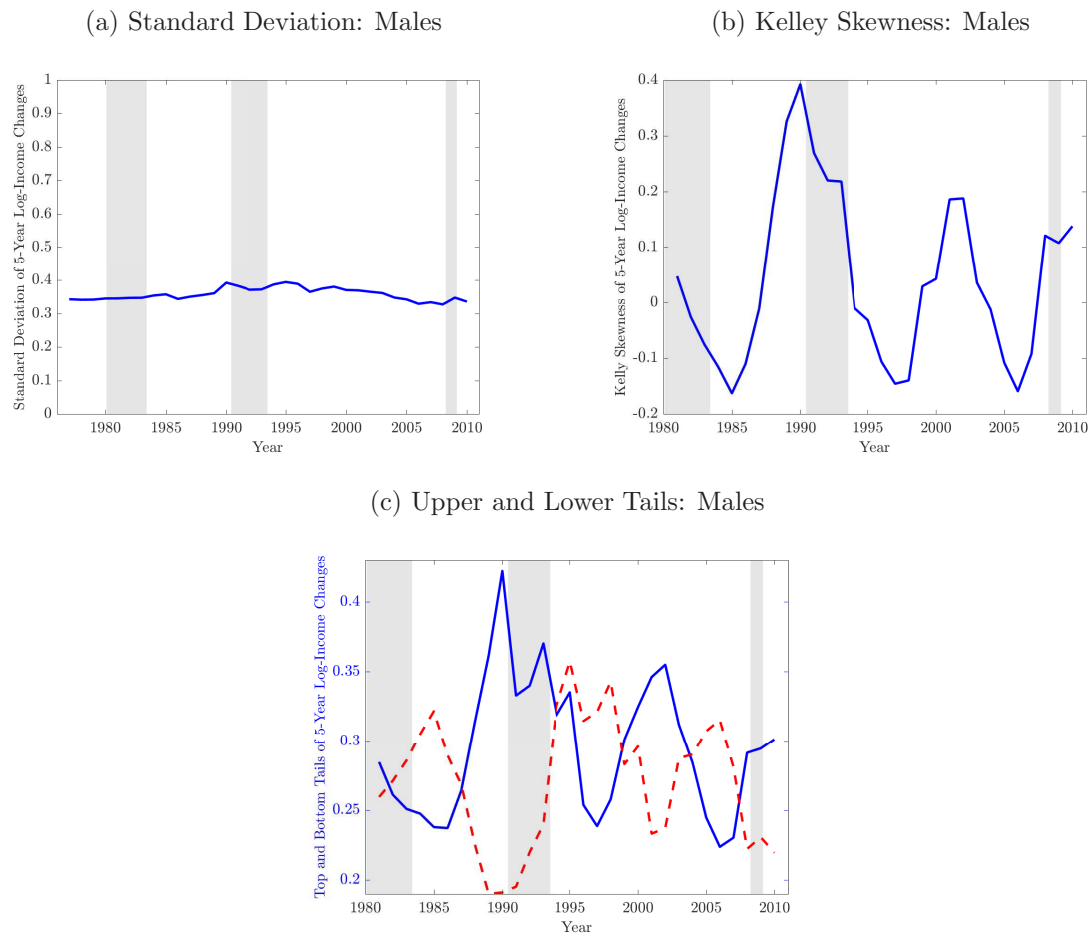 (a) Standard Deviation: Males
Standard Deviation of 5-Year Log-Income Changes
1
0.9
0.8
0.7
0.6
0.5
0.4
0.3
0.2
0.1
0
1980 1985 1990 1995 2000 2005 2010
Year
(b) Kelley Skewness: Males
Kelly Skewness of 5-Year Log-Income Changes
0.4
0.3
0.2
0.1
0
-0.1
-0.2
1980 1985 1990 1995 2000 2005 2010
Year
(c) Upper and Lower Tails: Males
Top and Bottom Tails of 5-Year Log-Income Changes
0.4
0.35
0.3
0.25
0.2
1980 1985 1990 1995 2000 2005 2010
Year